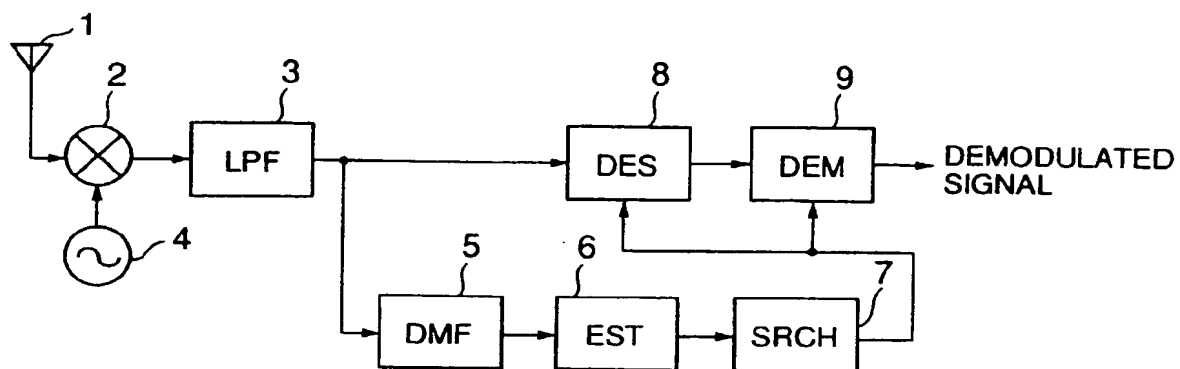 1
2
3
8
9
LPF
DES
DEM
DEMODULATED
SIGNAL
4
5
6
7
DMF
EST
SRCH